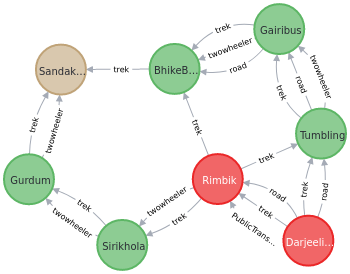 Gairibus
trek
twowheeler
road
BhikeB...
trek
Sandak...
trek
road
twowheeler
trek
twowheeler
trek
Tumbling
trek
Gurdum
Rimbik
trek
road
trek
road
trek
PublicTrans...
twowheeler
trek
trek
twowheeler
Sirikhola
Darjeeli...